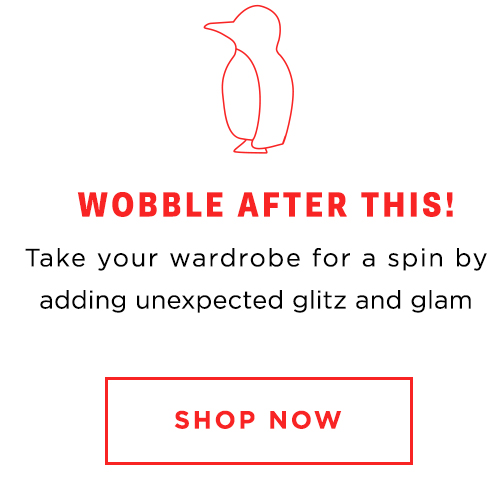 WOBBLE AFTER THIS!
Take your wardrobe for a spin by
adding unexpected glitz and glam
SHOP NOW